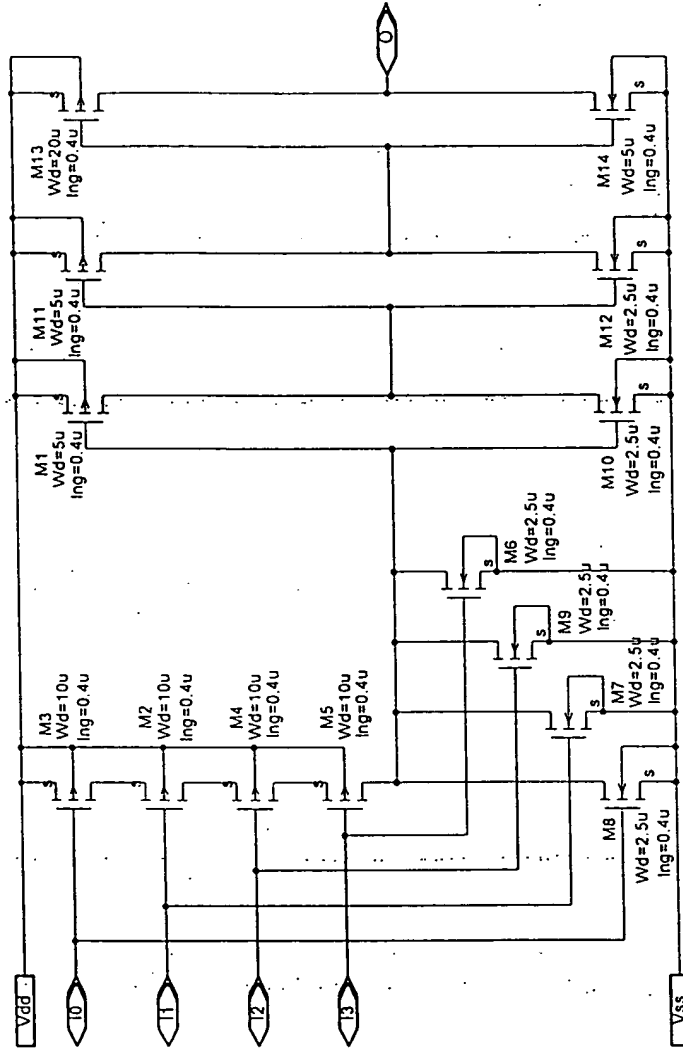 Vdd
I0
I1
I2
I3
Vss
M3
Wd=10u
lng=0.4u
s
M2
Wd=10u
lng=0.4u
s
M4
Wd=10u
lng=0.4u
s
M5
Wd=10u
lng=0.4u
s
M8
Wd=2.5u
lng=0.4u
s
M7
Wd=2.5u
lng=0.4u
s
M9
Wd=2.5u
lng=0.4u
s
M6
Wd=2.5u
lng=0.4u
s
M1
Wd=5u
lng=0.4u
s
M10
Wd=2.5u
lng=0.4u
s
M11
Wd=5u
lng=0.4u
s
M12
Wd=2.5u
lng=0.4u
s
M13
Wd=20u
lng=0.4u
s
M14
Wd=5u
lng=0.4u
s
O